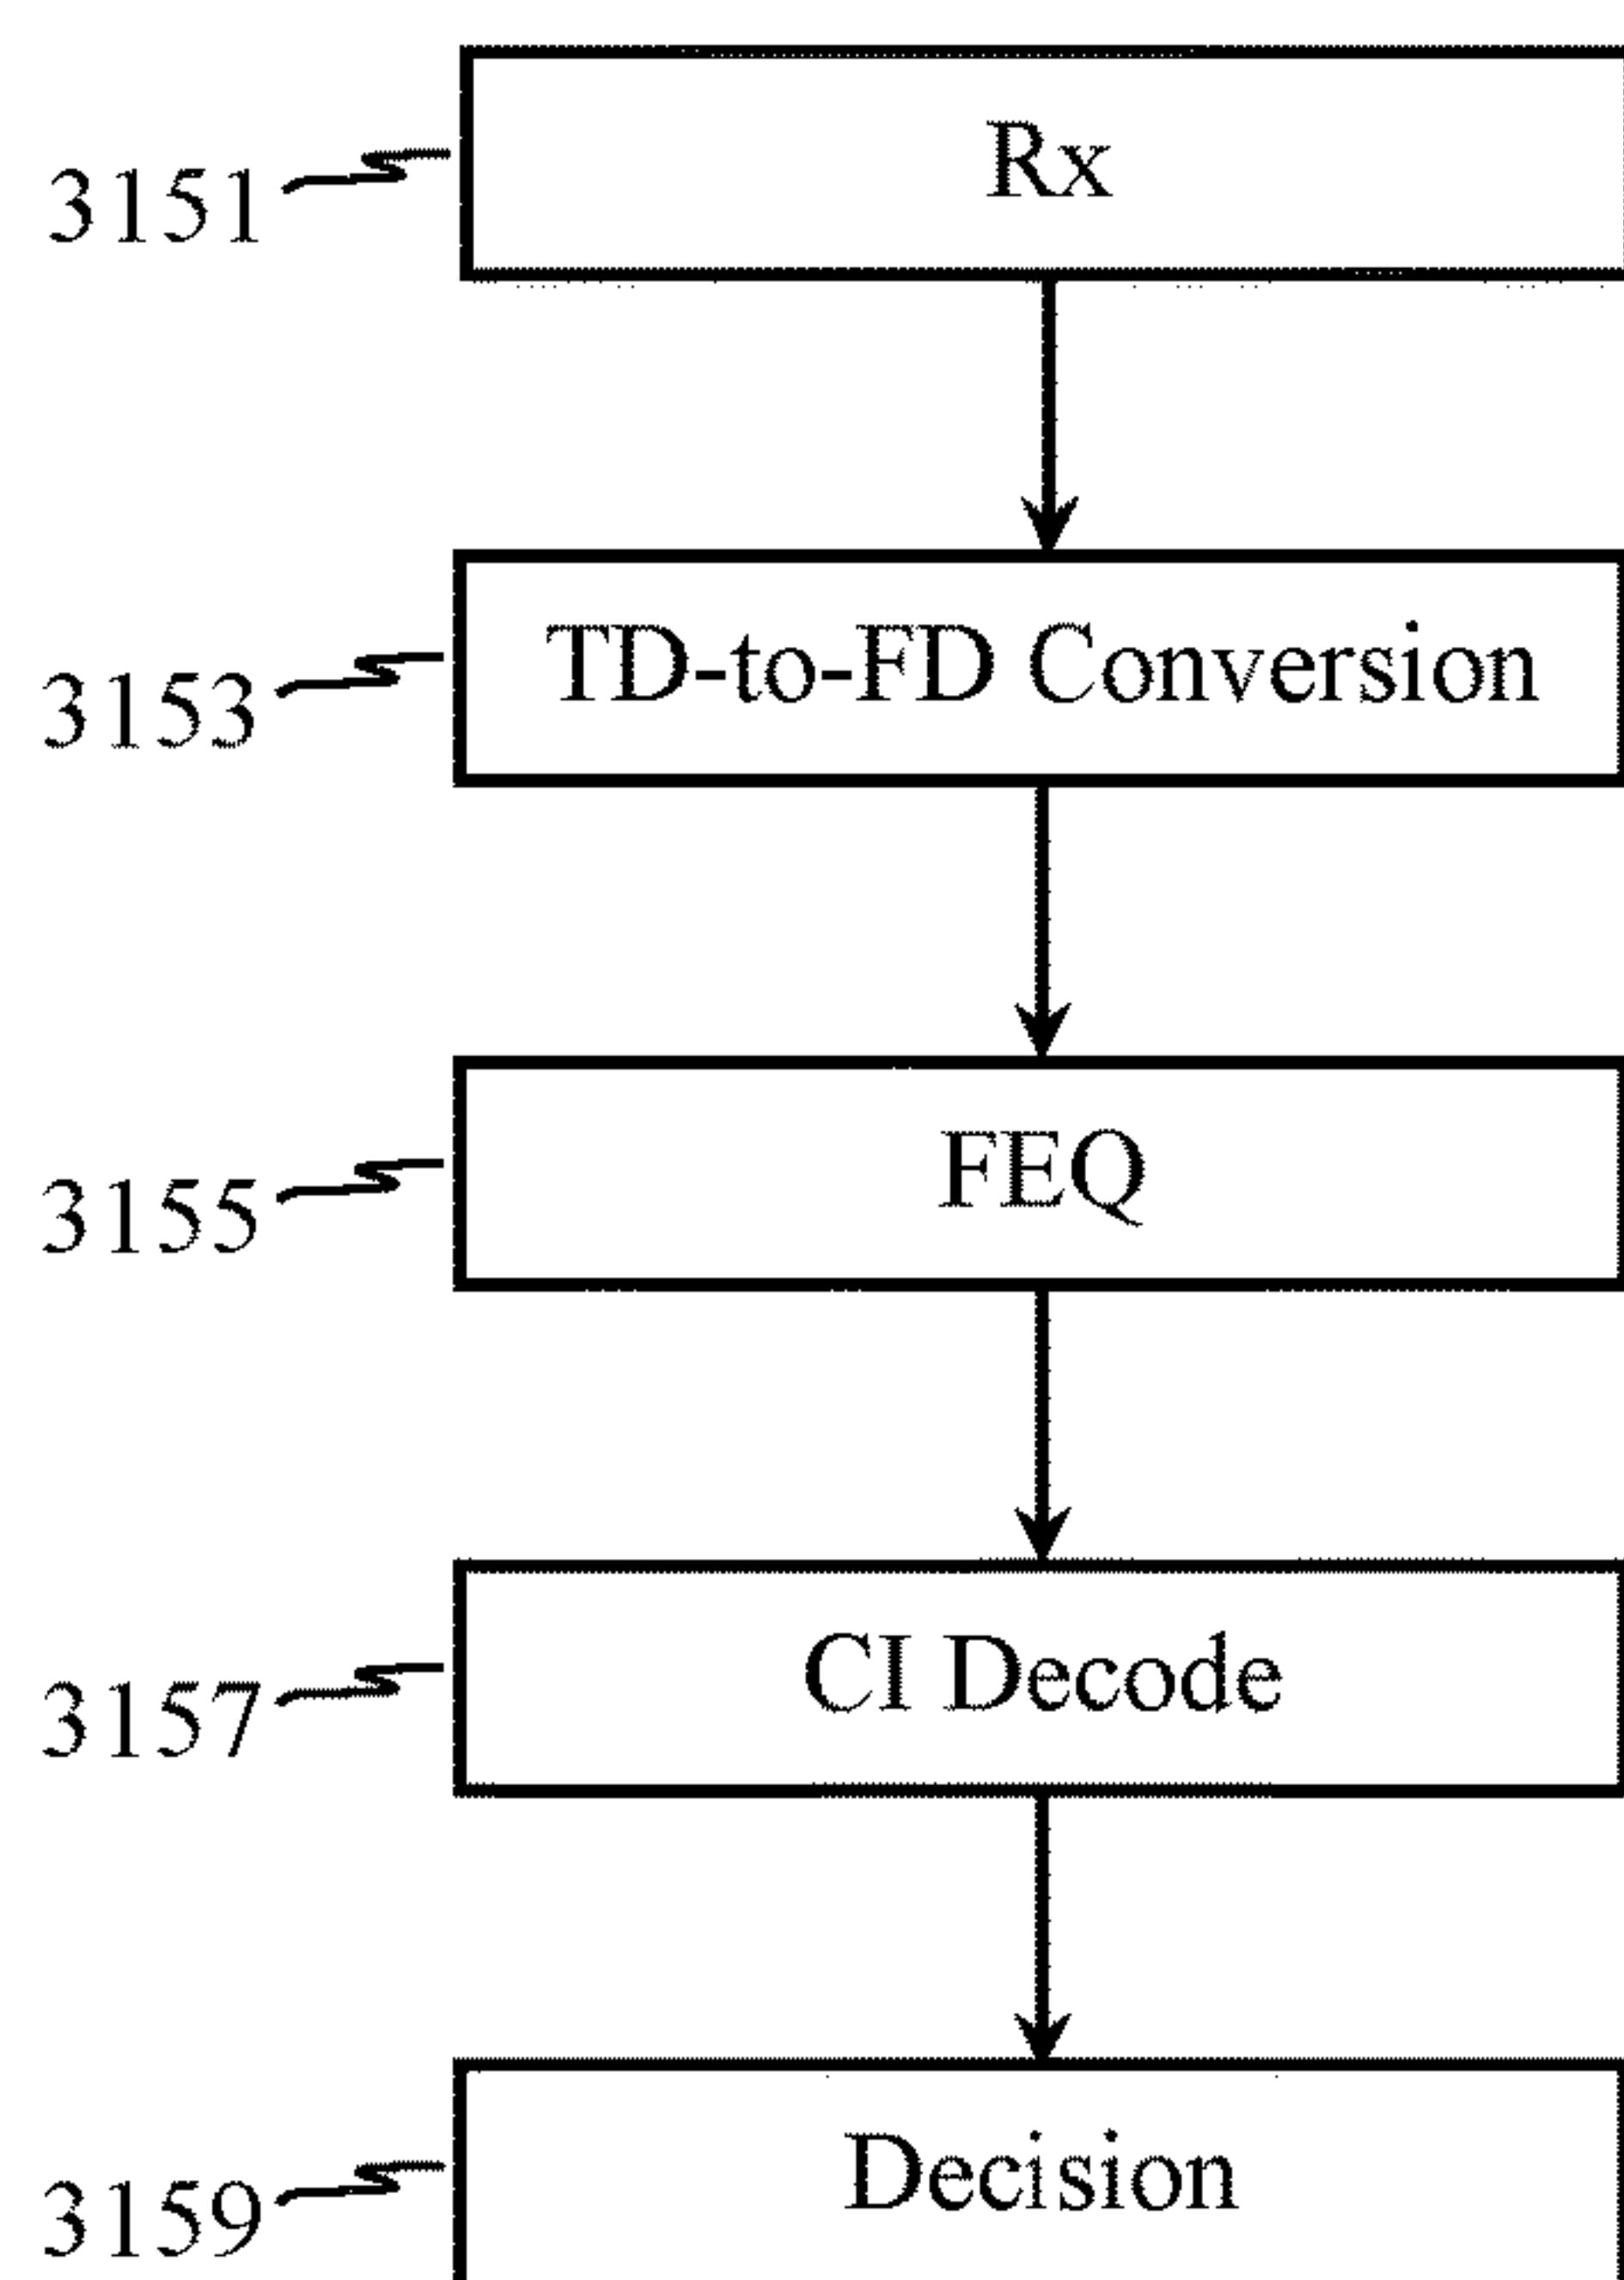 Rx
3151
TD-to-FD Conversion
3153
FEQ
3155
CI Decode
3157
Decision
3159